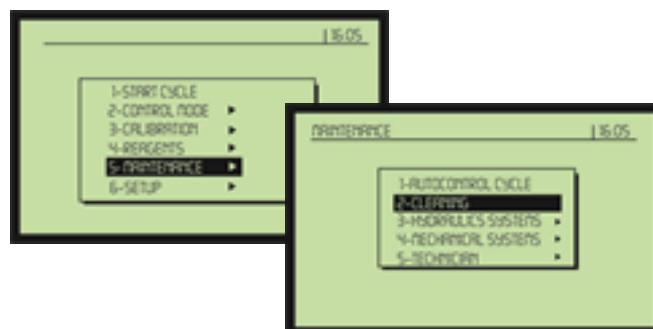 16:05
1-START CYCLE
2-CONTROL MODE
3-CALIBRATION
4-REAGENTS
5-MAINTENANCE
6-SETUP
MAINTENANCE 16:05
1-AUTOCONTROL CYCLE
2-CLEANING
3-HYDRAULICS SYSTEMS
4-MECHANICAL SYSTEMS
5-TECHNICIAN